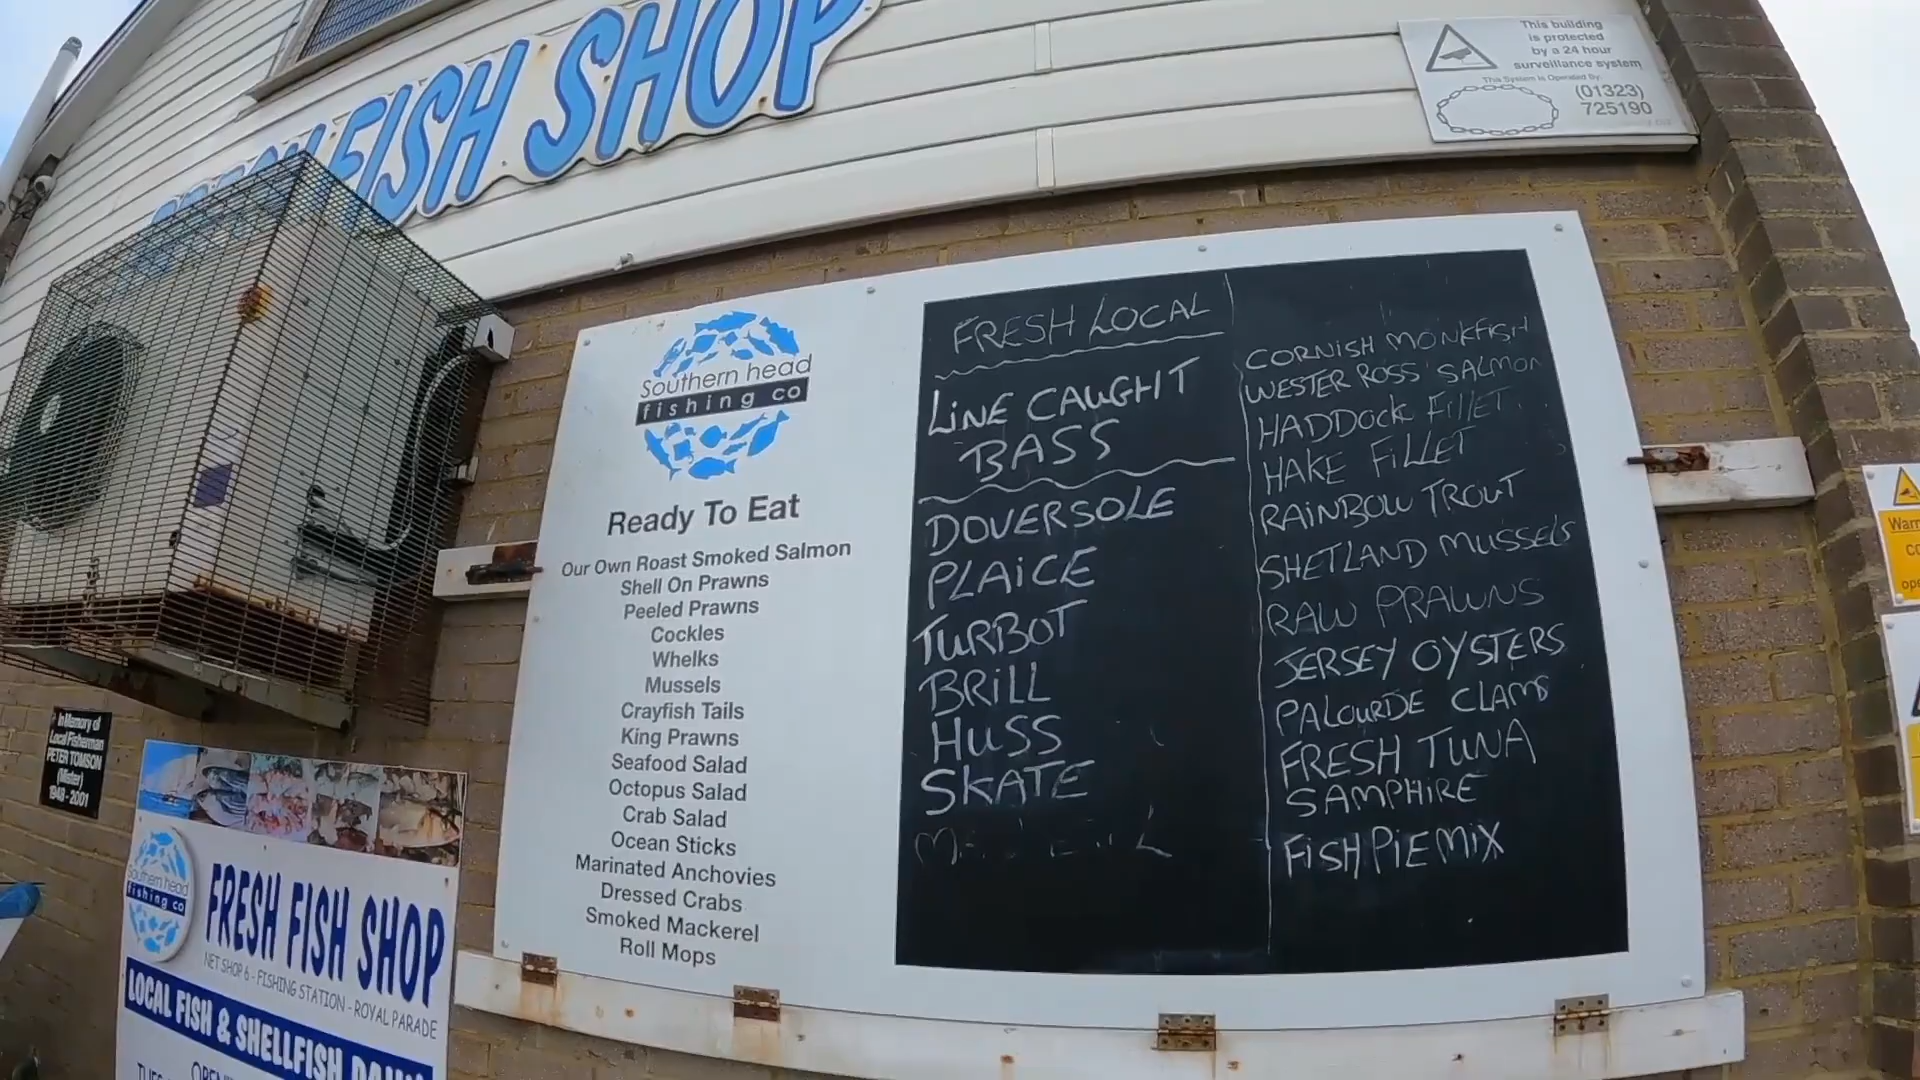 FISH SHOP
This building
is protected
by a 24 hour
surveillance system
This System is Operated By:
(01323)
725190
Southern head
fishing co
Ready To Eat
Our Own Roast Smoked Salmon
Shell On Prawns
Peeled Prawns
Cockles
Whelks
Mussels
Crayfish Tails
King Prawns
Seafood Salad
Octopus Salad
Crab Salad
Ocean Sticks
Marinated Anchovies
Dressed Crabs
Smoked Mackerel
Roll Mops
FRESH LOCAL
LINE CAUGHT
BASS
DOVERSOLE
PLAICE
TURBOT
BRILL
HUSS
SKATE
CORNISH MONKFISH
WESTER ROSS SALMON
HADDOCK FILLET
HAKE FILLET
RAINBOW TROUT
SHETLAND MUSSELS
RAW PRAWNS
JERSEY OYSTERS
PALOURDE CLAMS
FRESH TUNA
SAMPHIRE
FISH PIE MIX
In Memory of
Local Fisherman
PETER TOMSON
(Mister)
1948 - 2001
Southern head
fishing co
FRESH FISH SHOP
NET SHOP 6 - FISHING STATION - ROYAL PARADE
LOCAL FISH & SHELLFISH